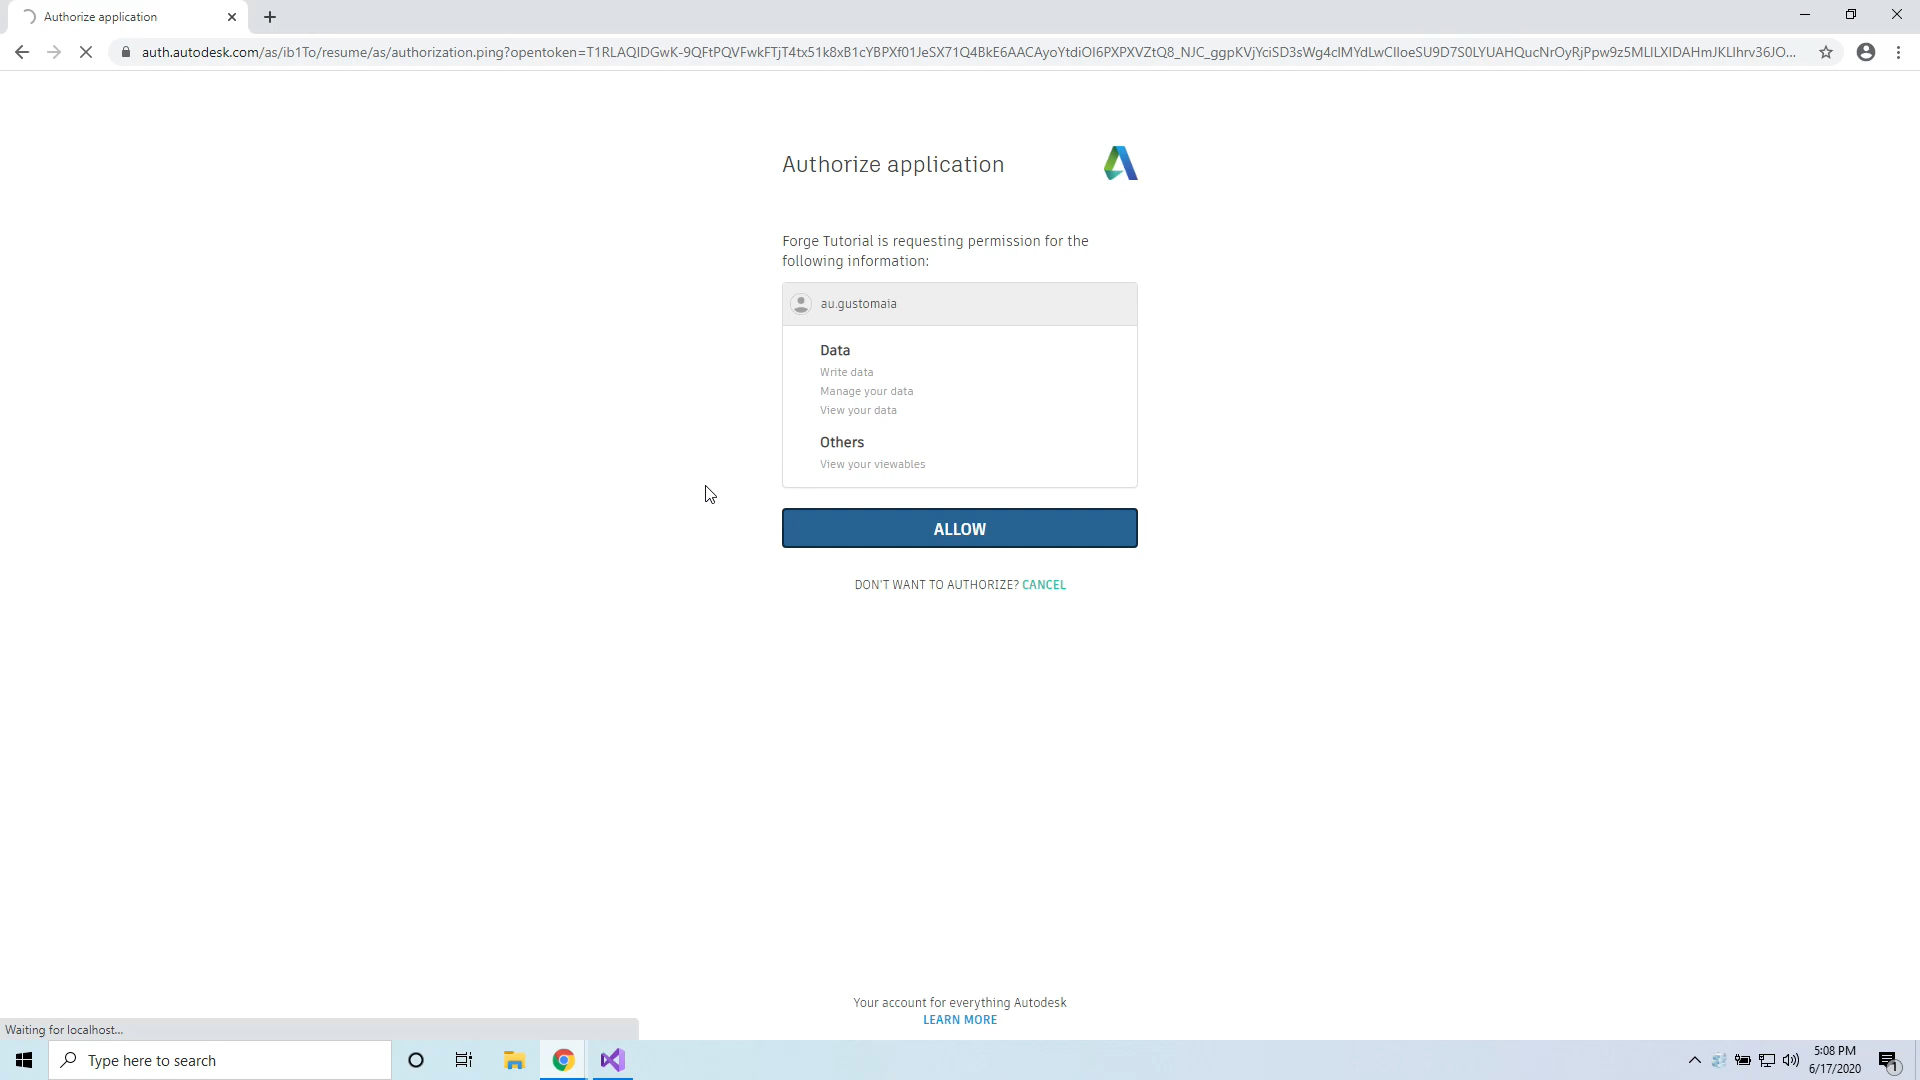 Authorize application
auth.autodesk.com/as/ib1To/resume/as/authorization.ping?opentoken=T1RLAQIDGwK-9QFtPQVFwkFTjT4tx51k8xB1cYBPXf01JeSX71Q4BkE6AACAyoYtdiOI6PXPXVZtQ8_NJC_ggpKVjYciSD3sWg4clMYdLwClloeSU9D7S0LYUAHQucNrOyRjPpw9z5MLlLXIDAHmJKLlhrv36JO...
Authorize application
Forge Tutorial is requesting permission for the
following information:
au.gustomaia
Data
Write data
Manage your data
View your data
Others
View your viewables
ALLOW
DON'T WANT TO AUTHORIZE? CANCEL
Your account for everything Autodesk
LEARN MORE
Waiting for localhost...
Type here to search
5:08 PM
6/17/2020
1